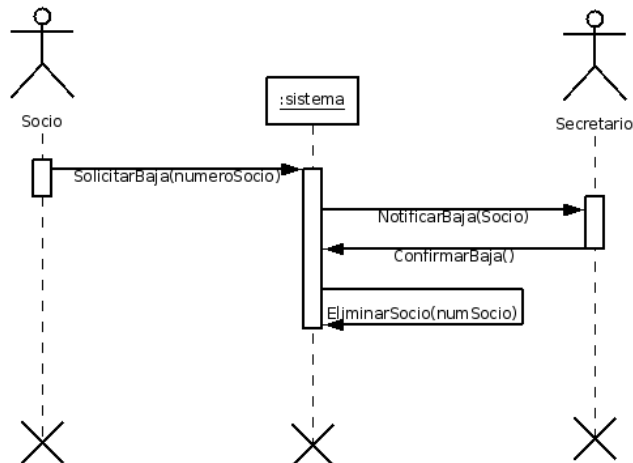 :sistema
Socio
Secretario
SolicitarBaja(numeroSocio)
NotificarBaja(Socio)
ConfirmarBaja()
EliminarSocio(numSocio)